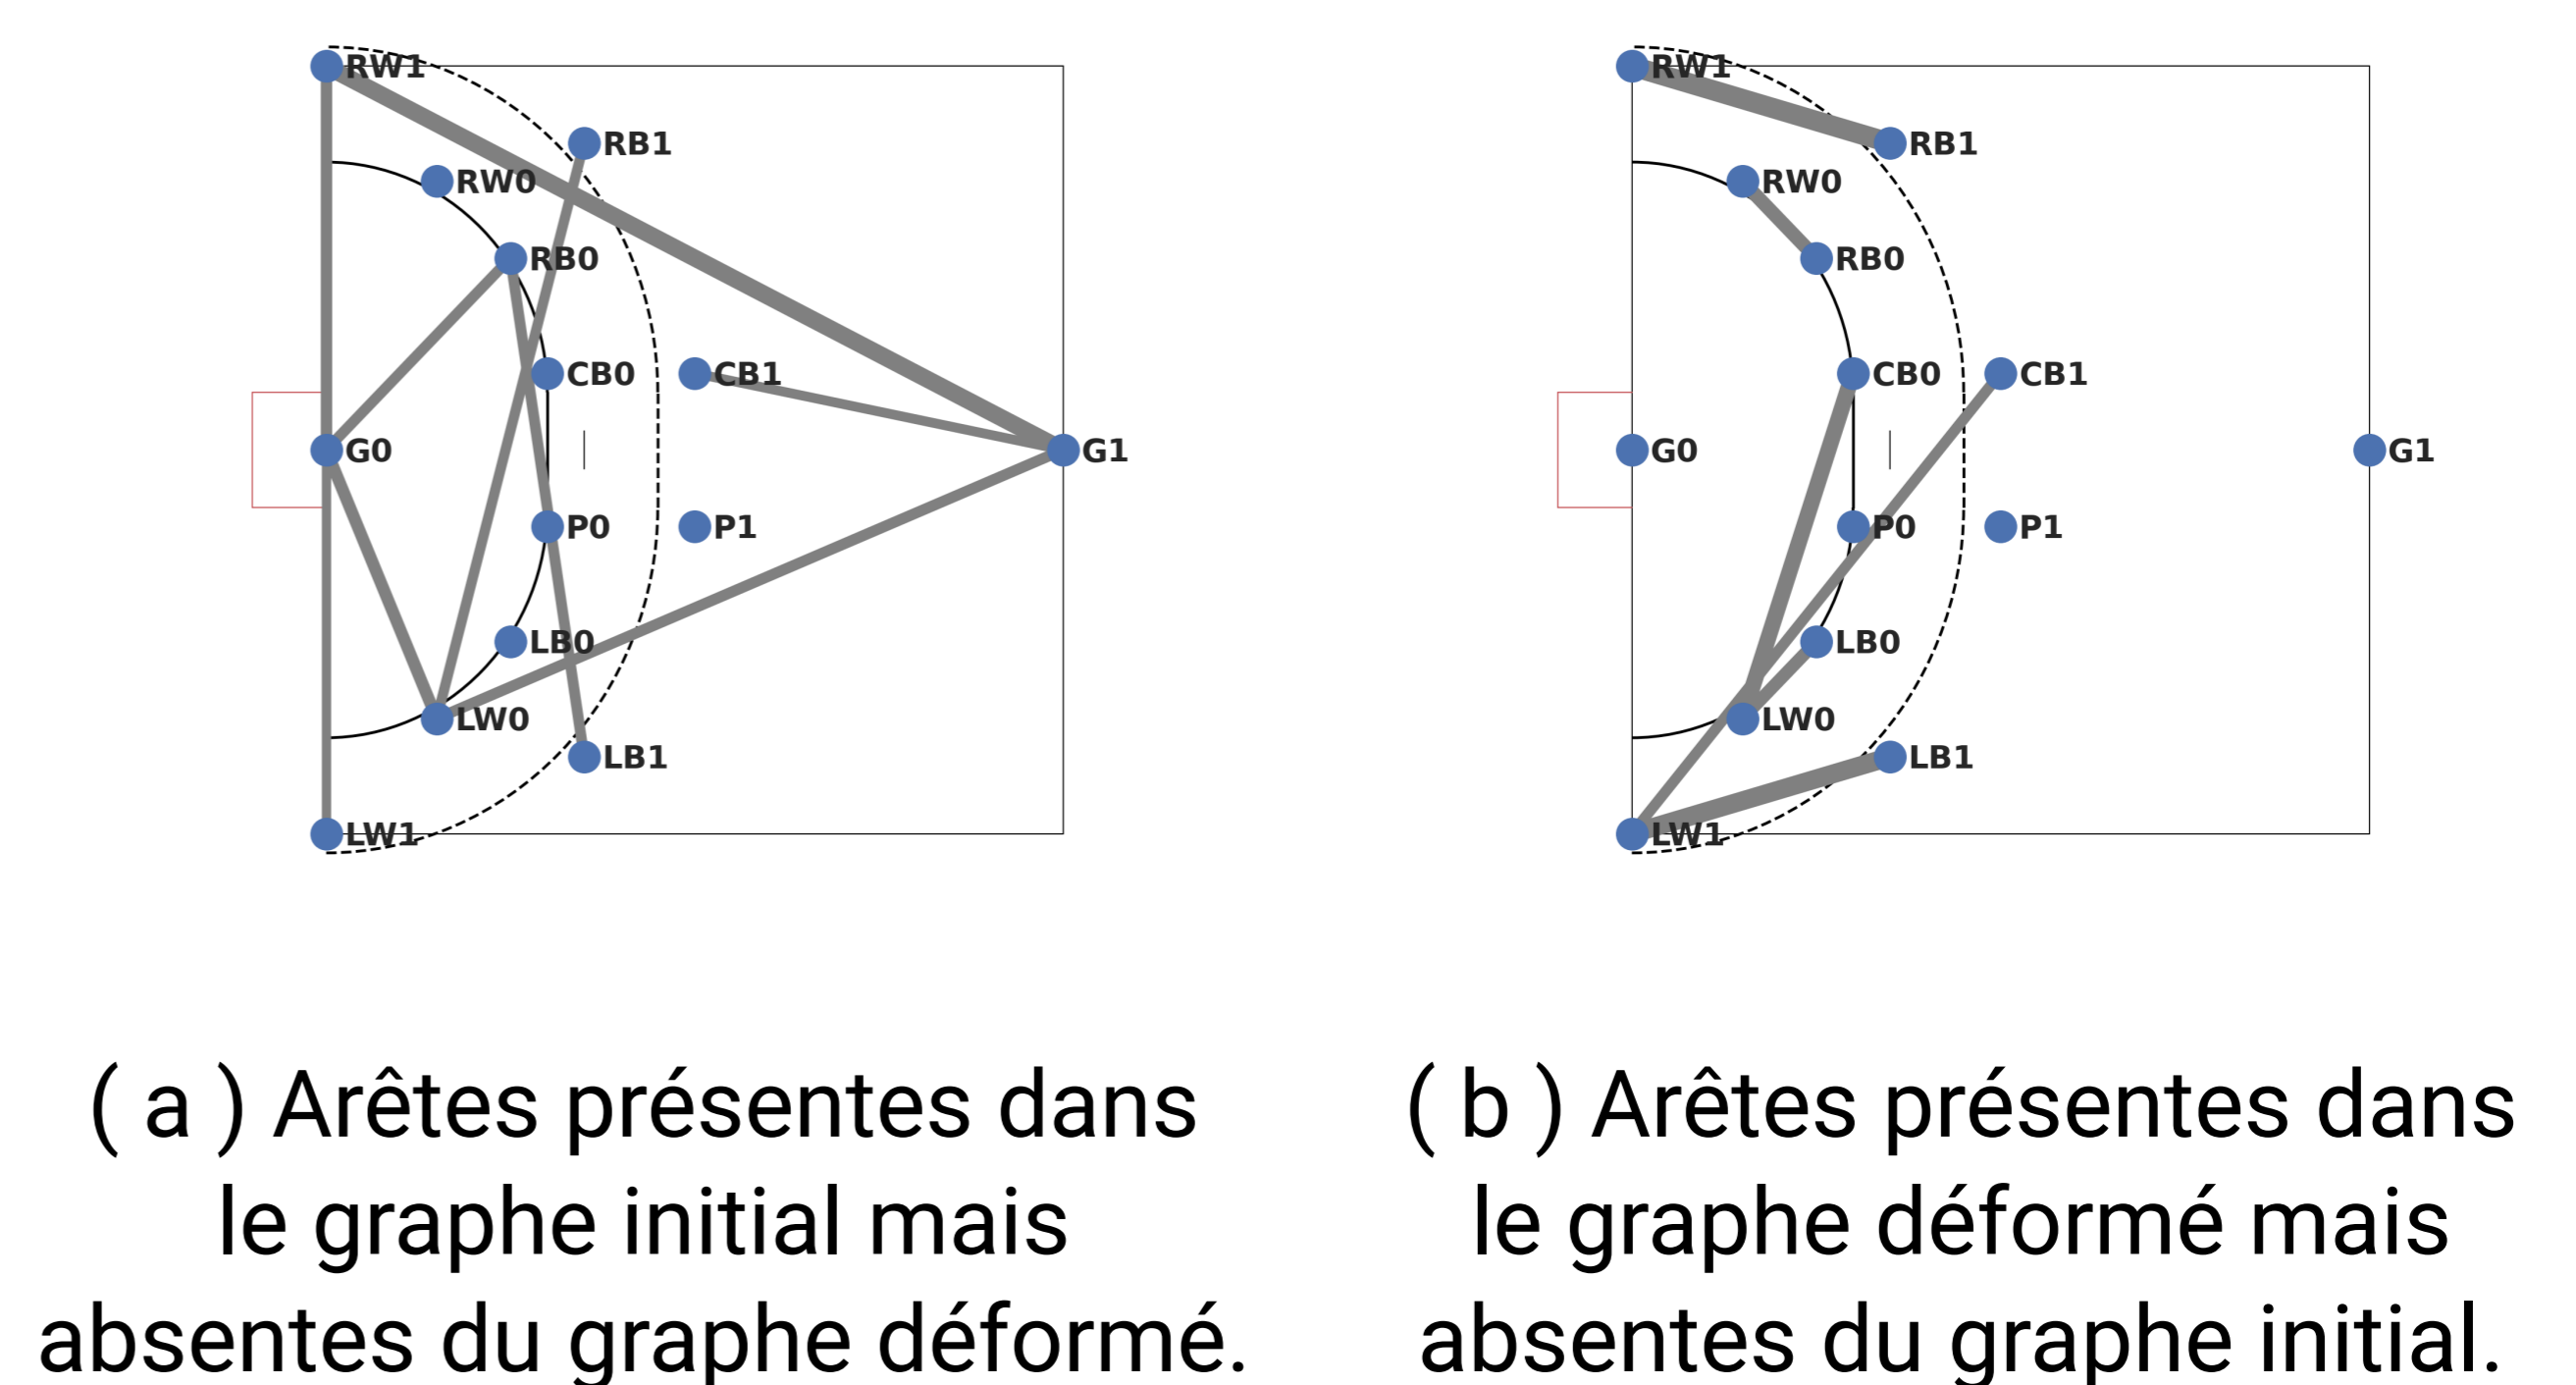 RW1
RB1
RW0
RB0
CB0
CB1
G0
G1
P0
P1
LB0
LW0
LB1
LW1
( a ) Arêtes présentes dans
le graphe initial mais
absentes du graphe déformé.
RW1
RB1
RW0
RB0
CB0
CB1
G0
G1
P0
P1
LB0
LW0
LB1
LW1
( b ) Arêtes présentes dans
le graphe déformé mais
absentes du graphe initial.